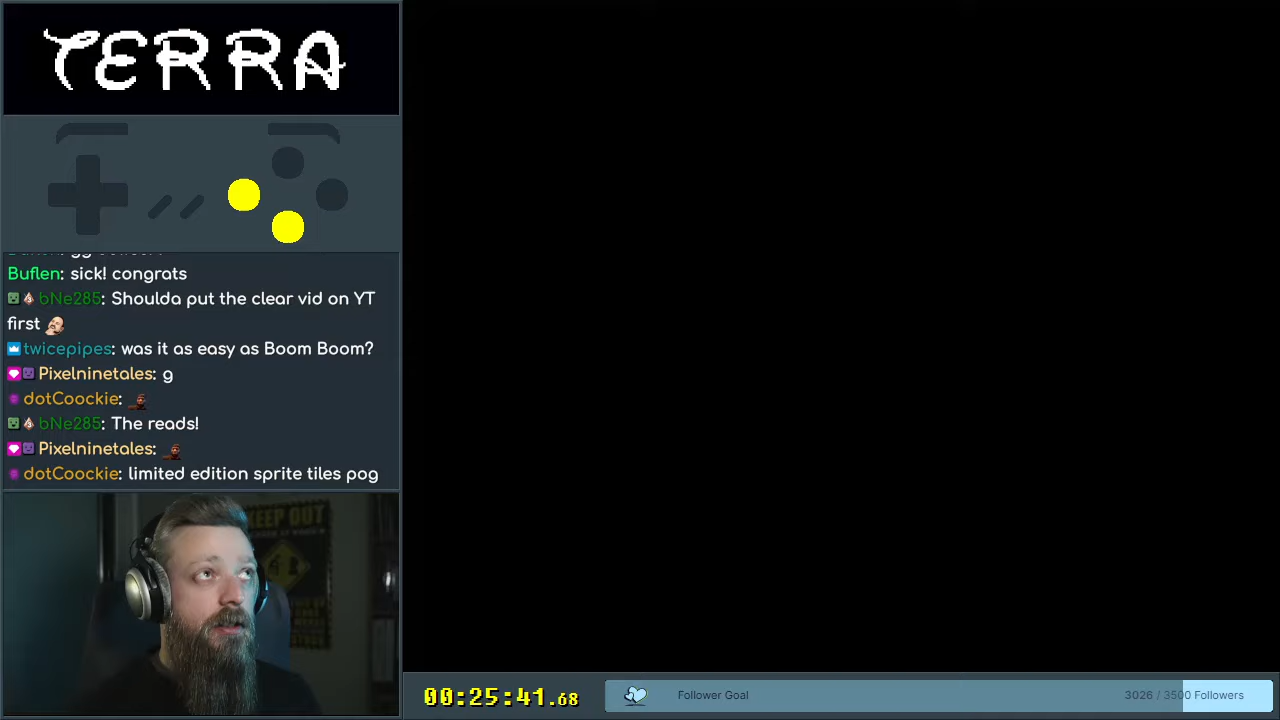 TERRA
Buflen: sick! congrats
bNe285: Shoulda put the clear vid on YT
first
twicepipes: was it as easy as Boom Boom?
Pixelninetales: g
dotCoockie:
bNe285: The reads!
Pixelninetales:
dotCoockie: limited edition sprite tiles pog
KEEP OUT
00:25:41.68
Follower Goal
3026 / 3500 Followers